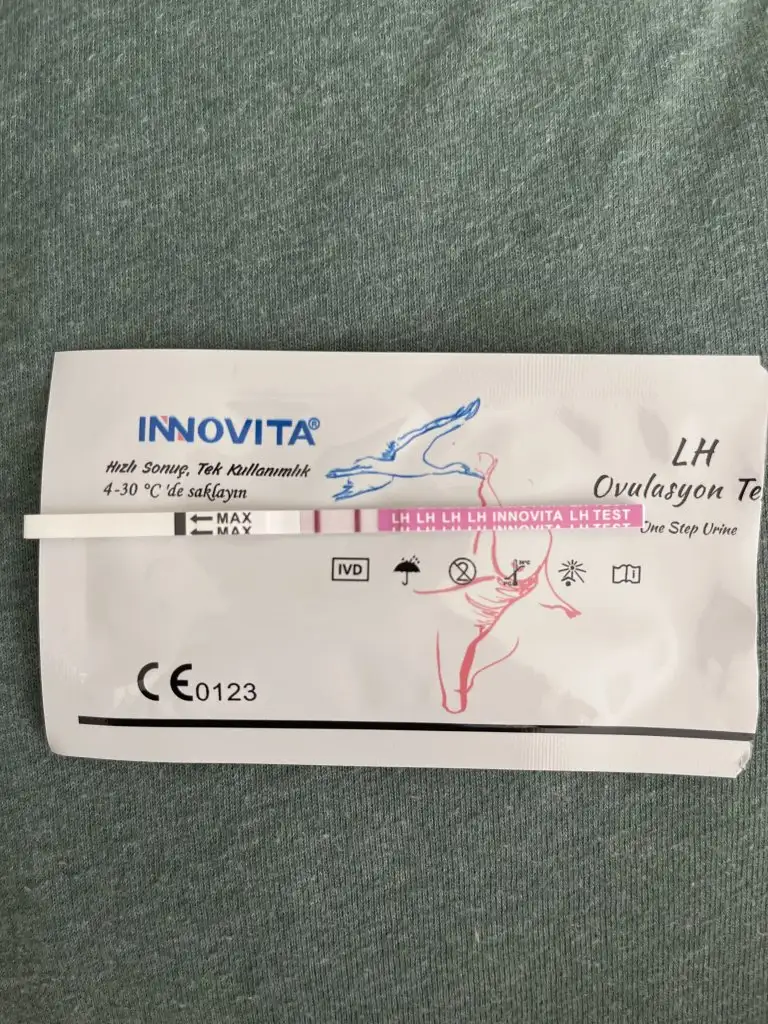 INNOVITA®
Hızlı Sonuç, Tek Kullanımlık
4-30 °C 'de saklayın
LH
Ovulasyon Te
One Step Urine
MAX
MAX
LH LH LH LH INNOVITA LH TEST
LH LH LH LH INNOVITA LH TEST
IVD
2
CE0123